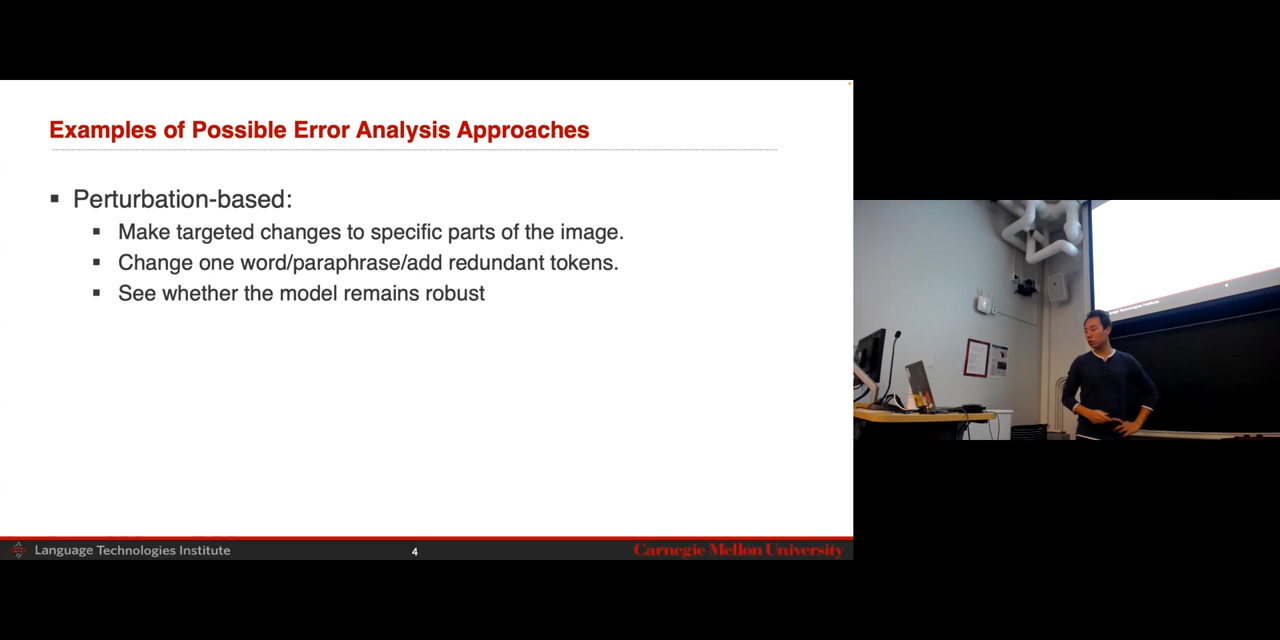 Examples of Possible Error Analysis Approaches
Perturbation-based:
Make targeted changes to specific parts of the image.
Change one word/paraphrase/add redundant tokens.
See whether the model remains robust
Language Technologies Institute
4
Carnegie Mellon University